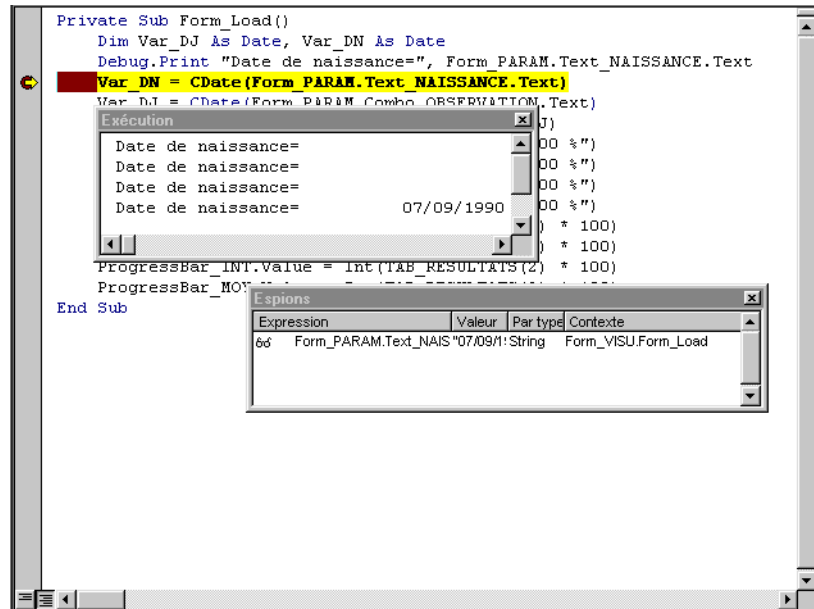 Private Sub Form_Load()
Dim Var_DJ As Date, Var_DN As Date
Debug.Print "Date de naissance=", Form_PARAM.Text_NAISSANCE.Text
Var_DN = CDate(Form_PARAM.Text_NAISSANCE.Text)
Var_DJ = CDate(Form_PARAM.Combo_OBSERVATION.Text)
Exécution
J)
Date de naissance=
00 %")
Date de naissance=
00 %")
Date de naissance=
00 %")
Date de naissance= 07/09/1990
00 %")
) * 100)
) * 100)
ProgressBar_INT.Value = Int(TAB_RESULTATS(2) * 100)
ProgressBar_MOY
End Sub
Espions
Expression Valeur Par type Contexte
Form_PARAM.Text_NAIS "07/09/1 String Form_VISU.Form_Load